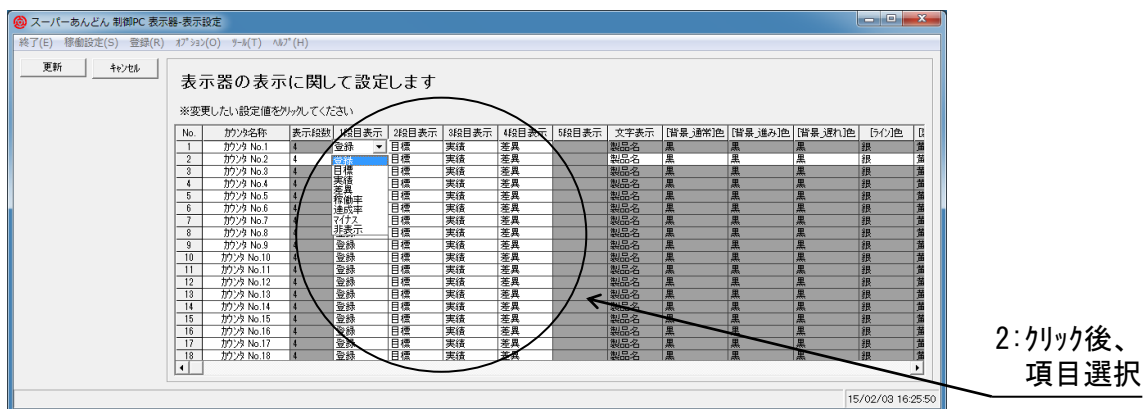 スーパーあんどん 制御PC 表示器-表示設定
終了(E) 稼働設定(S) 登録(R) ｵﾌﾟｼｮﾝ(O) ﾂｰﾙ(T) ﾍﾙﾌﾟ(H)
更新 ｷｬﾝｾﾙ
表示器の表示に関して設定します
※変更したい設定値をｸﾘｯｸしてください
No. ｶｳﾝﾀ名称 表示段数 1段目表示 2段目表示 3段目表示 4段目表示 5段目表示 文字表示 [背景_通常]色 [背景_進み]色 [背景_遅れ]色 [ﾗｲﾝ]色
1 ｶｳﾝﾀ No.1 4 登録 目標 実績 差異 製品名 黒 黒 黒 銀
2 ｶｳﾝﾀ No.2 4 登録 目標 実績 差異 製品名 黒 黒 黒 銀
3 ｶｳﾝﾀ No.3 4 目標 目標 実績 差異 製品名 黒 黒 黒 銀
4 ｶｳﾝﾀ No.4 4 実績 目標 実績 差異 製品名 黒 黒 黒 銀
差異
5 ｶｳﾝﾀ No.5 4 稼働率 目標 実績 差異 製品名 黒 黒 黒 銀
6 ｶｳﾝﾀ No.6 4 達成率 目標 実績 差異 製品名 黒 黒 黒 銀
7 ｶｳﾝﾀ No.7 4 ﾏｲﾅｽ 目標 実績 差異 製品名 黒 黒 黒 銀
8 ｶｳﾝﾀ No.8 4 非表示 目標 実績 差異 製品名 黒 黒 黒 銀
9 ｶｳﾝﾀ No.9 4 登録 目標 実績 差異 製品名 黒 黒 黒 銀
10 ｶｳﾝﾀ No.10 4 登録 目標 実績 差異 製品名 黒 黒 黒 銀
11 ｶｳﾝﾀ No.11 4 登録 目標 実績 差異 製品名 黒 黒 黒 銀
12 ｶｳﾝﾀ No.12 4 登録 目標 実績 差異 製品名 黒 黒 黒 銀
13 ｶｳﾝﾀ No.13 4 登録 目標 実績 差異 製品名 黒 黒 黒 銀
14 ｶｳﾝﾀ No.14 4 登録 目標 実績 差異 製品名 黒 黒 黒 銀
15 ｶｳﾝﾀ No.15 4 登録 目標 実績 差異 製品名 黒 黒 黒 銀
16 ｶｳﾝﾀ No.16 4 登録 目標 実績 差異 製品名 黒 黒 黒 銀
17 ｶｳﾝﾀ No.17 4 登録 目標 実績 差異 製品名 黒 黒 黒 銀
18 ｶｳﾝﾀ No.18 4 登録 目標 実績 差異 製品名 黒 黒 黒 銀
2:ｸﾘｯｸ後、
項目選択
15/02/03 16:25:50